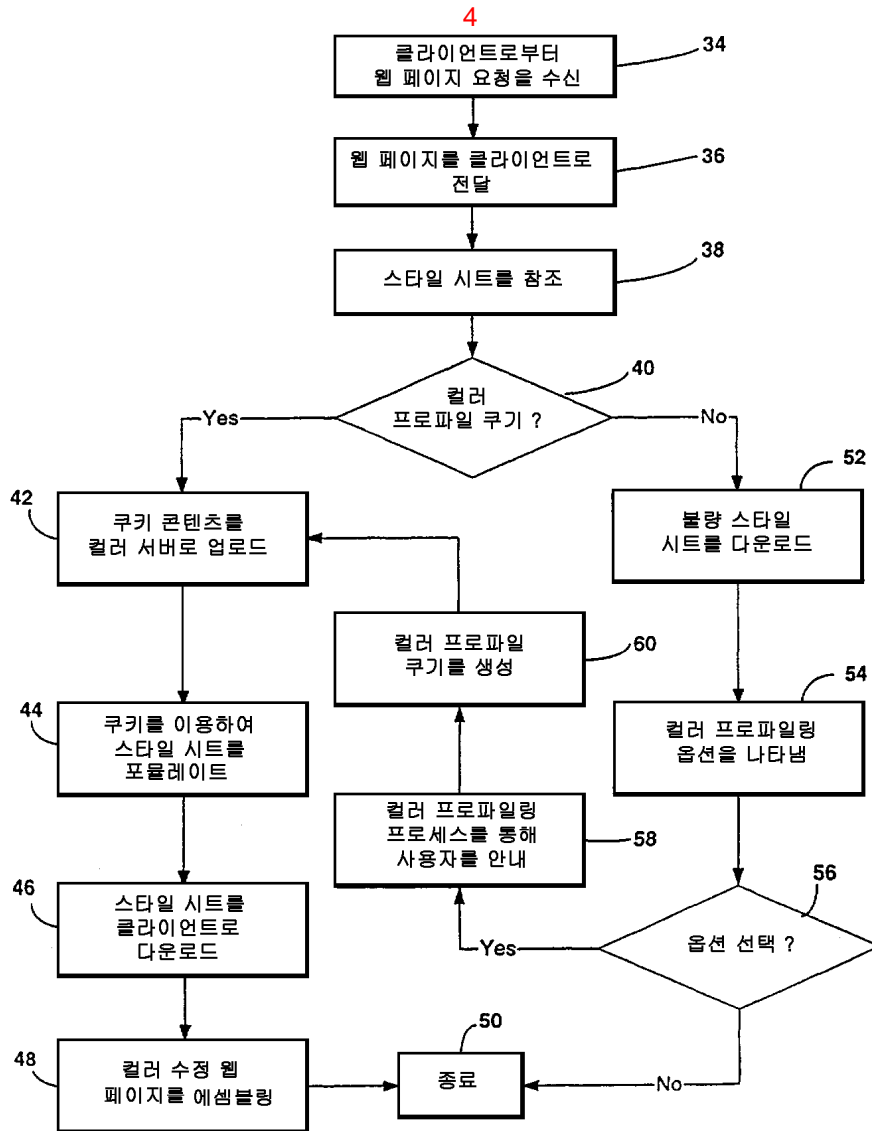 4
클라이언트로부터
웹 페이지 요청을 수신
34
웹 페이지를 클라이언트로
전달
36
스타일 시트를 참조
38
컬러
프로파일 쿠기 ?
40
Yes
No
42
쿠키 콘텐츠를
컬러 서버로 업로드
불량 스타일
시트를 다운로드
52
컬러 프로파일
쿠기를 생성
60
44
쿠키를 이용하여
스타일 시트를
포뮬레이트
컬러 프로파일링
옵션을 나타냄
54
컬러 프로파일링
프로세스를 통해
사용자를 안내
58
46
스타일 시트를
클라이언트로
다운로드
옵션 선택 ?
56
Yes
No
48
컬러 수정 웹
페이지를 에셈블링
종료
50